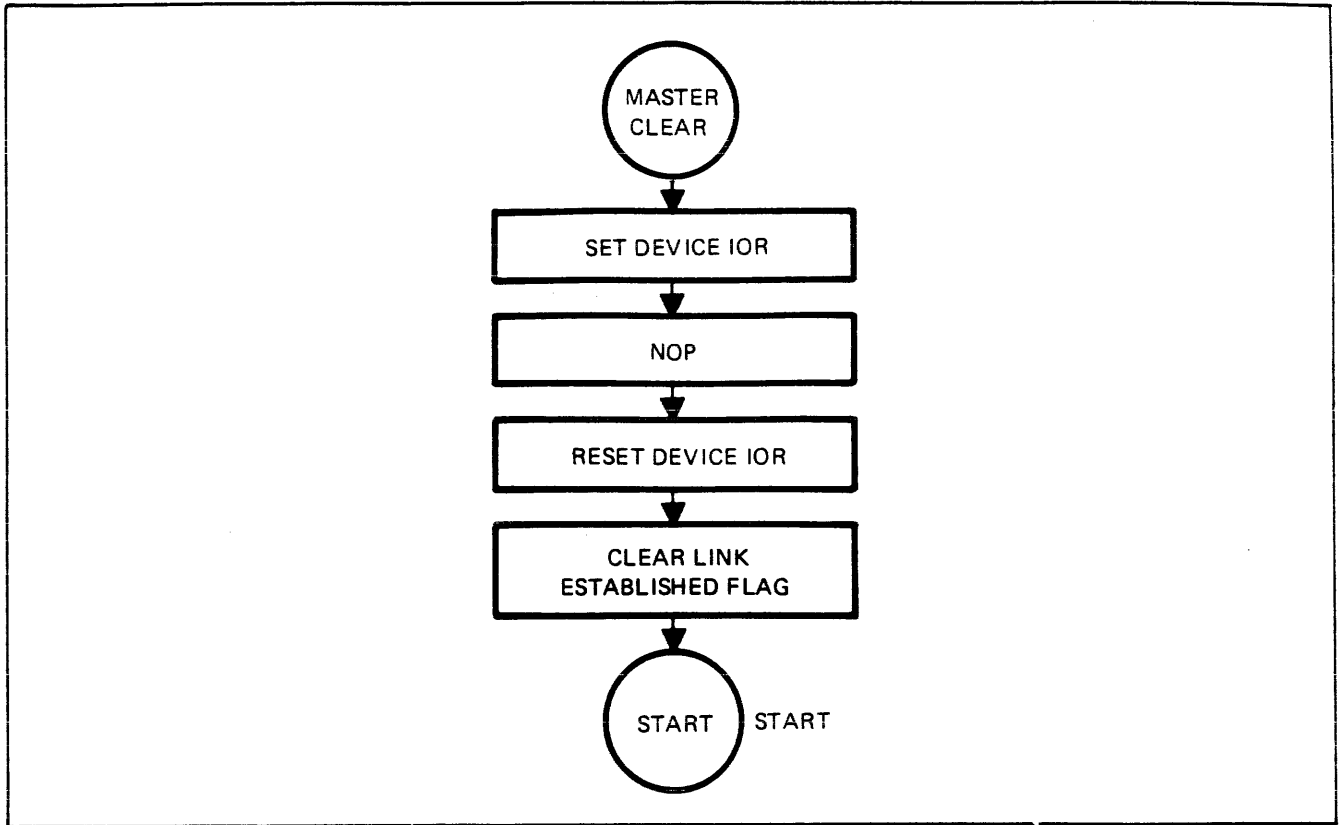 MASTER
CLEAR
SET DEVICE IOR
NOP
RESET DEVICE IOR
CLEAR LINK
ESTABLISHED FLAG
START START